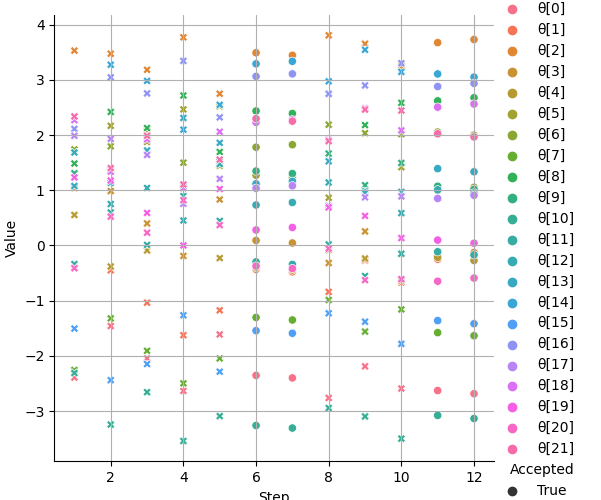 4
3
2
1
0
−1
−2
−3
Value
2
4
6
8
10
12
Step
θ[0]
θ[1]
θ[2]
θ[3]
θ[4]
θ[5]
θ[6]
θ[7]
θ[8]
θ[9]
θ[10]
θ[11]
θ[12]
θ[13]
θ[14]
θ[15]
θ[16]
θ[17]
θ[18]
θ[19]
θ[20]
θ[21]
Accepted
True